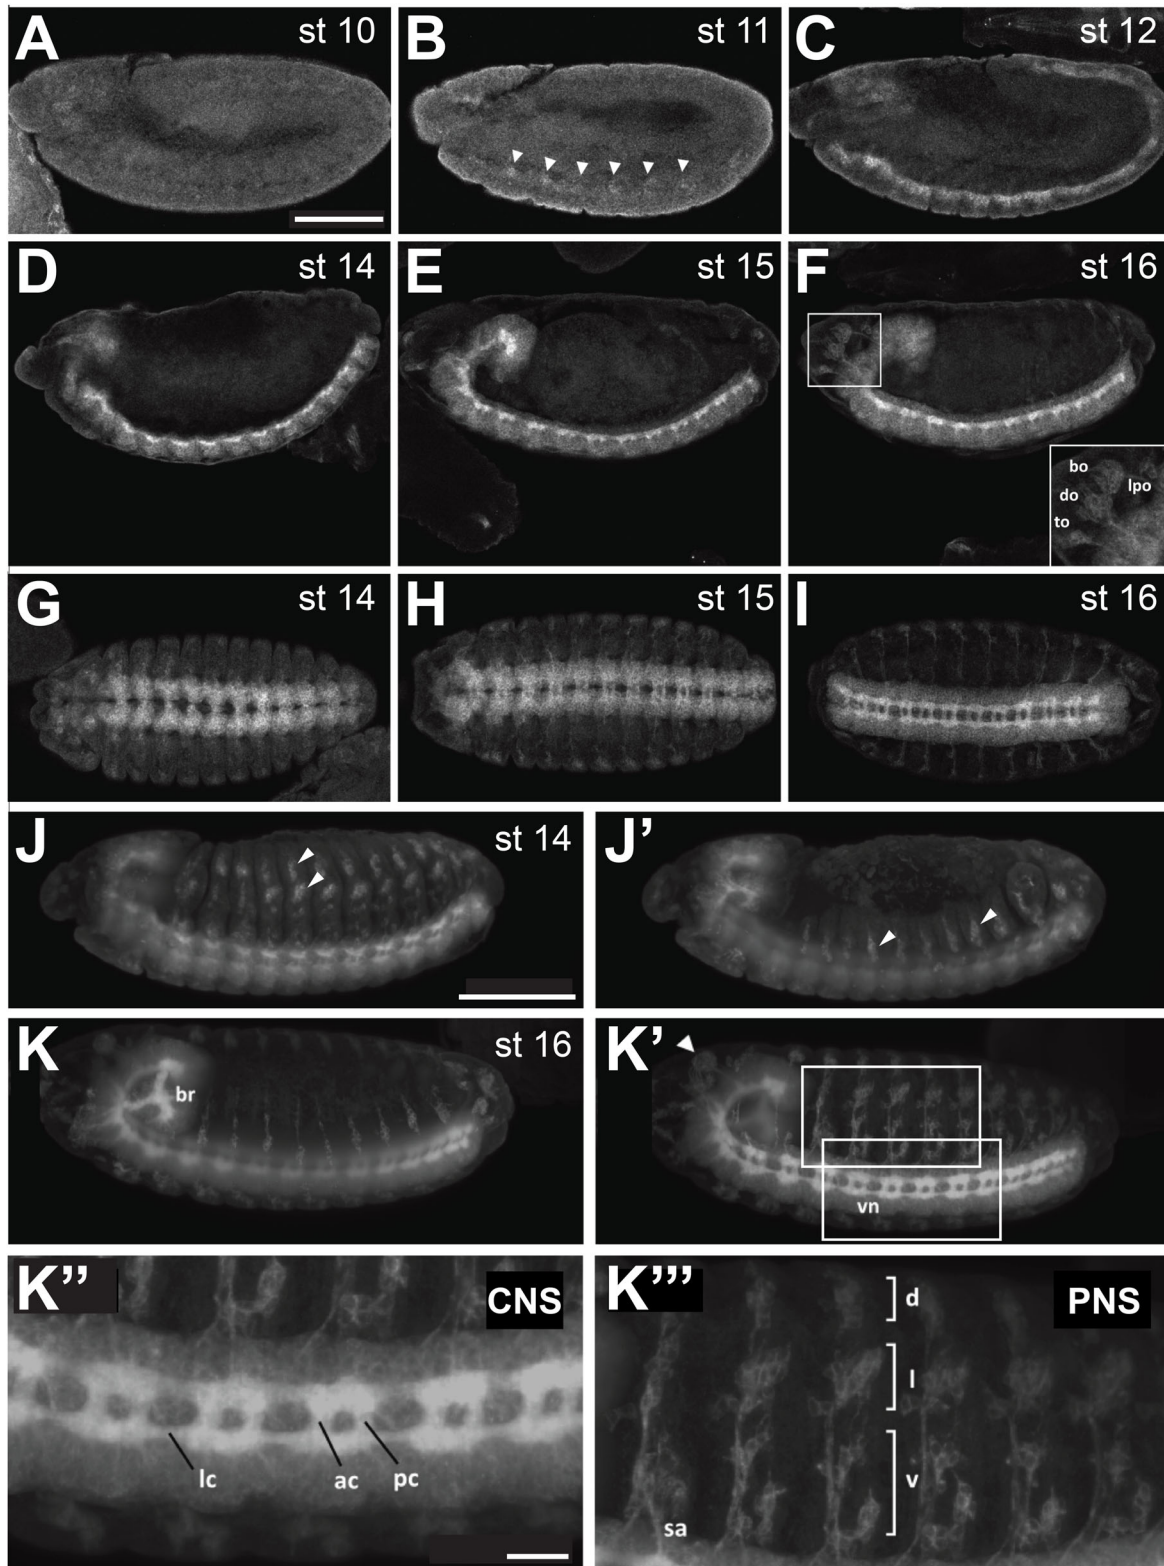 A st 10
B st 11
C st 12
D st 14
E st 15
F st 16
bo
lpo
do
to
G st 14
H st 15
I st 16
J st 14
J’
K st 16
br
K’
vn
K’’ CNS
lc ac pc
K’’’ PNS
d
l
v
sa